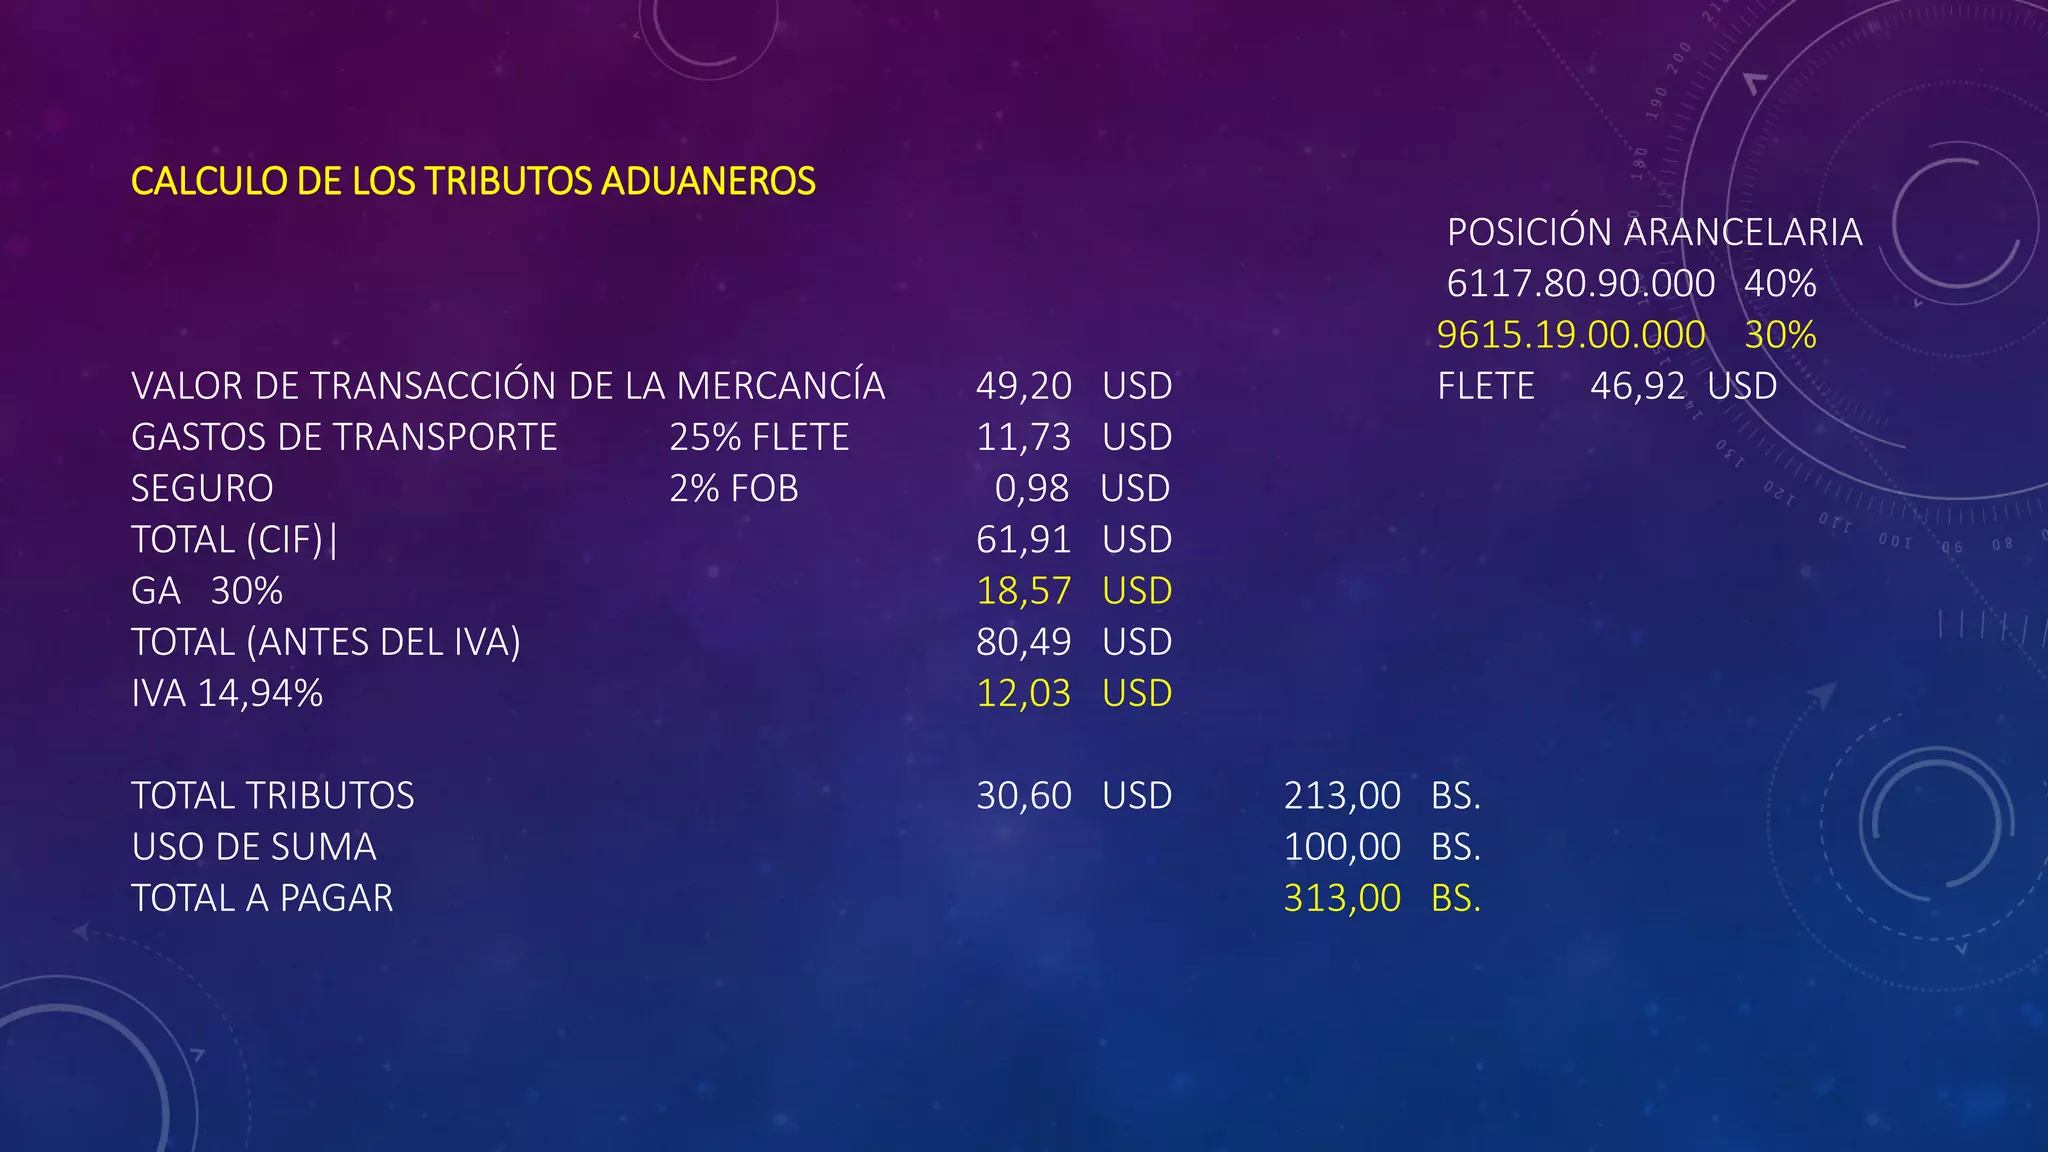 CALCULO DE LOS TRIBUTOS ADUANEROS
POSICIÓN ARANCELARIA
6117.80.90.000 40%
9615.19.00.000 30%
VALOR DE TRANSACCIÓN DE LA MERCANCÍA 49,20 USD FLETE 46,92 USD
GASTOS DE TRANSPORTE 25% FLETE 11,73 USD
SEGURO 2% FOB 0,98 USD
TOTAL (CIF)| 61,91 USD
GA 30% 18,57 USD
TOTAL (ANTES DEL IVA) 80,49 USD
IVA 14,94% 12,03 USD
TOTAL TRIBUTOS 30,60 USD 213,00 BS.
USO DE SUMA 100,00 BS.
TOTAL A PAGAR 313,00 BS.